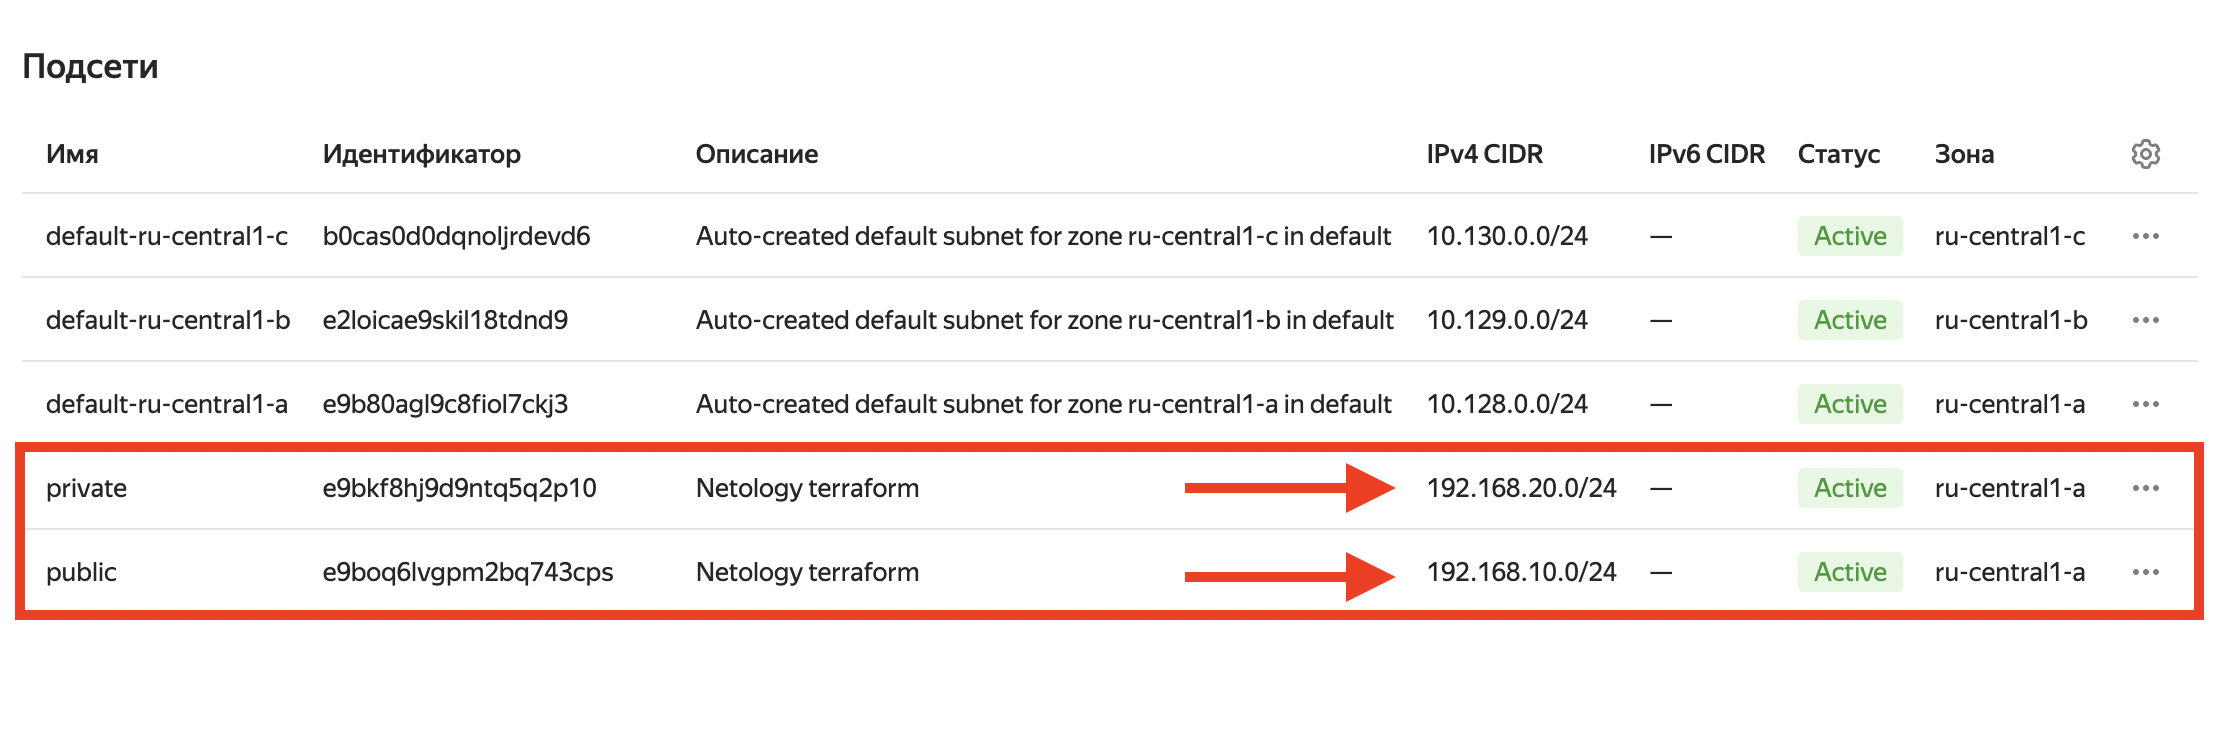 Подсети
Имя Идентификатор Описание IPv4 CIDR IPv6 CIDR Статус Зона
default-ru-central1-c b0cas0d0dqnoljrdevd6 Auto-created default subnet for zone ru-central1-c in default 10.130.0.0/24 — Active ru-central1-c
default-ru-central1-b e2loicae9skil18tdnd9 Auto-created default subnet for zone ru-central1-b in default 10.129.0.0/24 — Active ru-central1-b
default-ru-central1-a e9b80agl9c8fiol7ckj3 Auto-created default subnet for zone ru-central1-a in default 10.128.0.0/24 — Active ru-central1-a
private e9bkf8hj9d9ntq5q2p10 Netology terraform 192.168.20.0/24 — Active ru-central1-a
public e9boq6lvgpm2bq743cps Netology terraform 192.168.10.0/24 — Active ru-central1-a